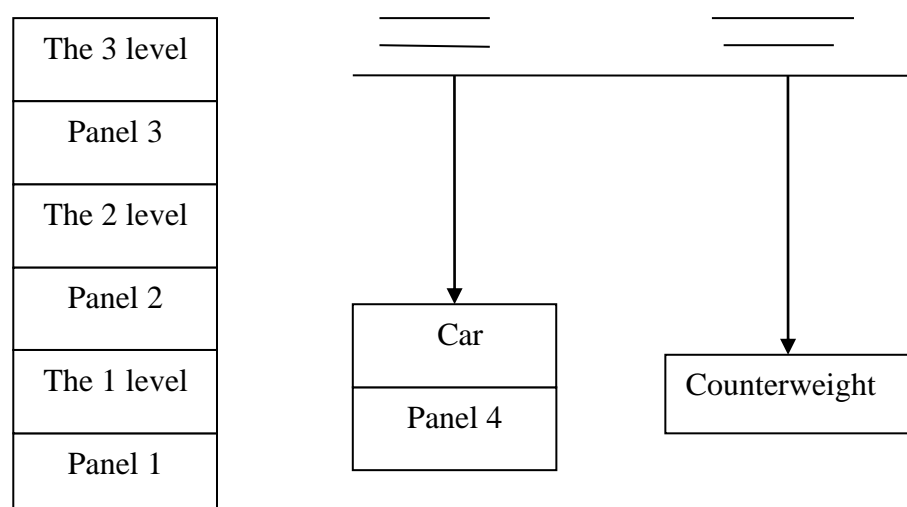 The 3 level
Panel 3
The 2 level
Panel 2
The 1 level
Panel 1
Car
Panel 4
Counterweight